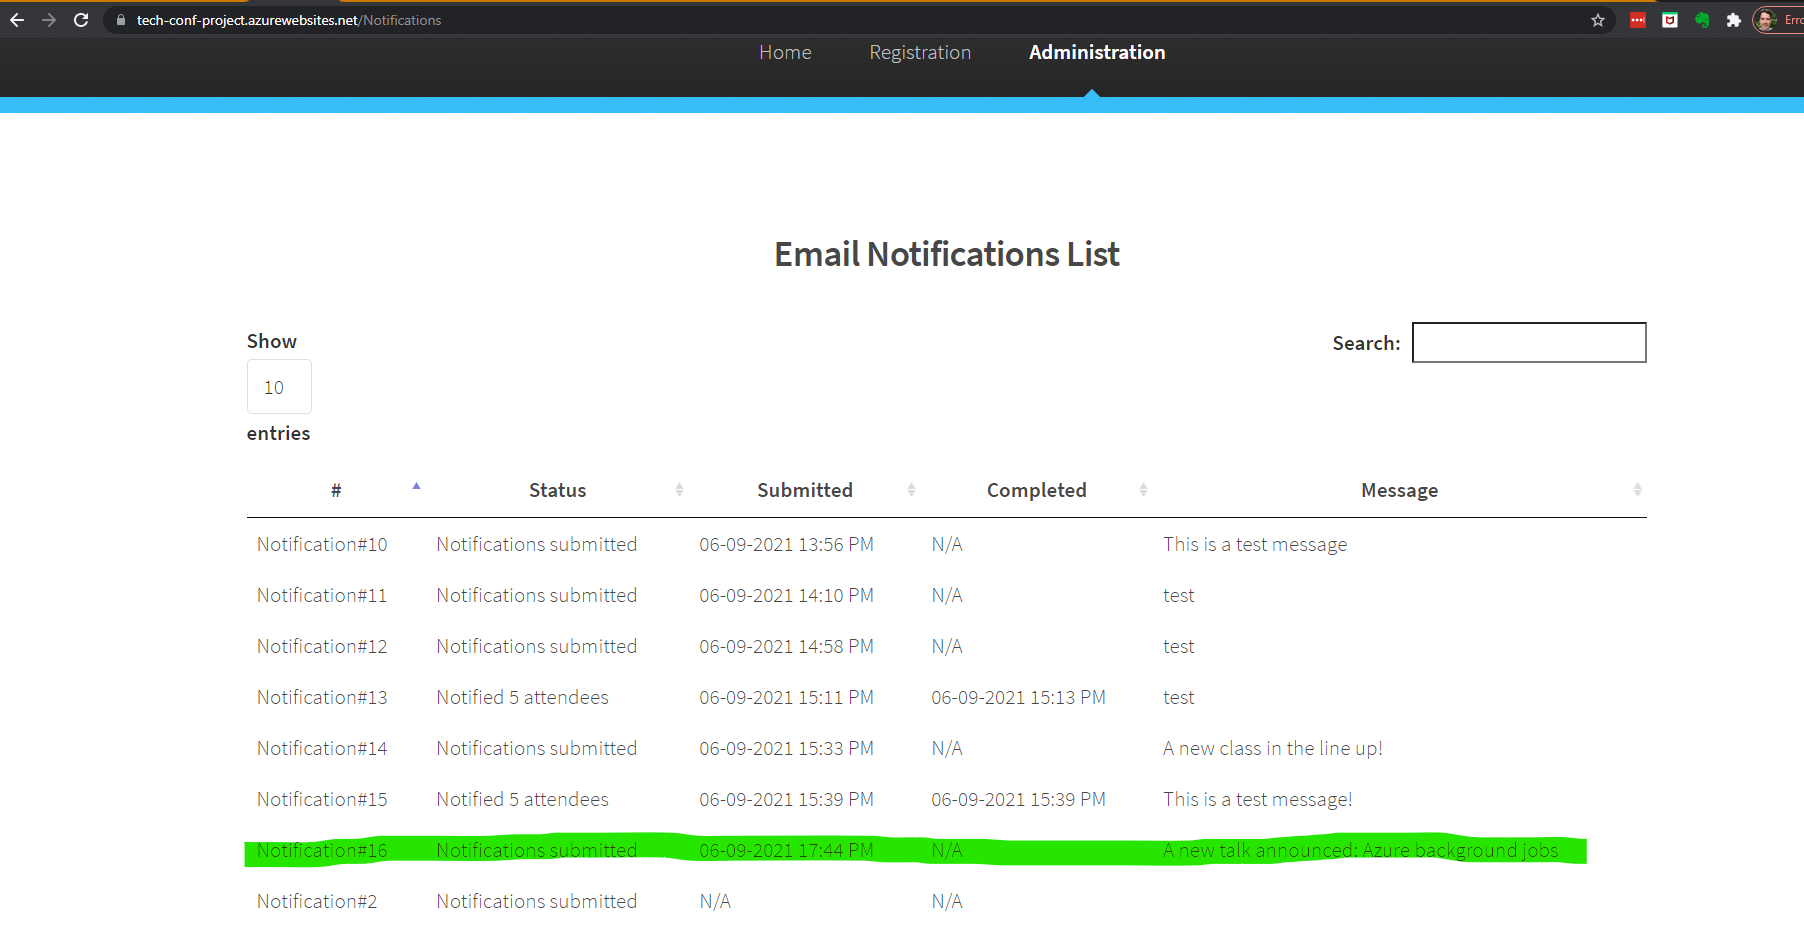 tech-conf-project.azurewebsites.net/Notifications
Erro
Home Registration Administration
Email Notifications List
Show
10
entries
Search:
# Status Submitted Completed Message
Notification#10 Notifications submitted 06-09-2021 13:56 PM N/A This is a test message
Notification#11 Notifications submitted 06-09-2021 14:10 PM N/A test
Notification#12 Notifications submitted 06-09-2021 14:58 PM N/A test
Notification#13 Notified 5 attendees 06-09-2021 15:11 PM 06-09-2021 15:13 PM test
Notification#14 Notifications submitted 06-09-2021 15:33 PM N/A A new class in the line up!
Notification#15 Notified 5 attendees 06-09-2021 15:39 PM 06-09-2021 15:39 PM This is a test message!
Notification#16 Notifications submitted 06-09-2021 17:44 PM N/A A new talk announced: Azure background jobs
Notification#2 Notifications submitted N/A N/A